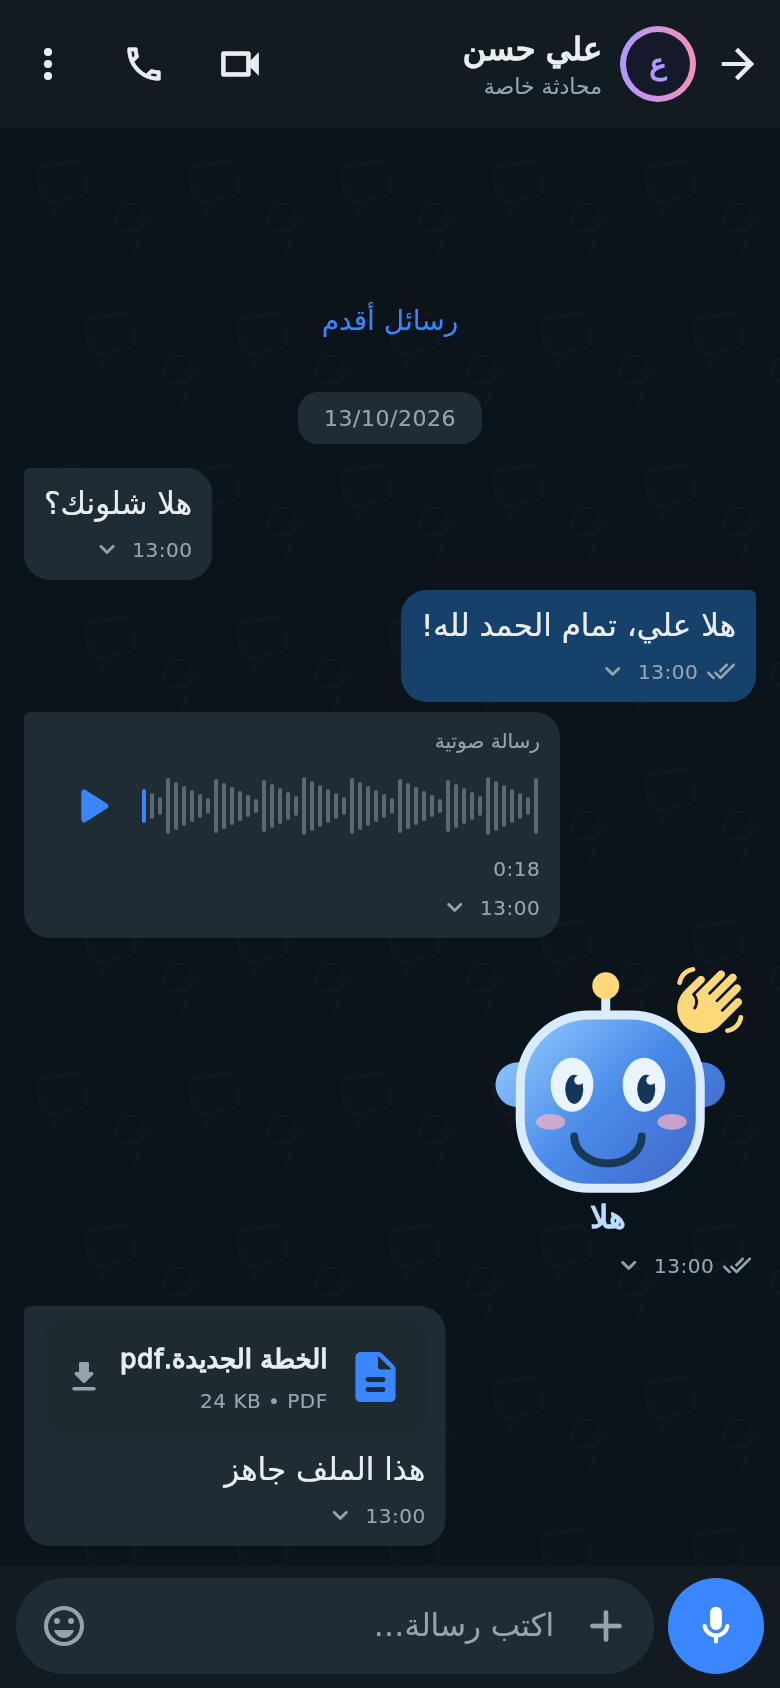 علي حسن
ع
محادثة خاصة
رسائل أقدم
13/10/2026
هلا شلونك؟
13:00
هلا علي، تمام الحمد لله!
13:00
رسالة صوتية
0:18
13:00
هلا
13:00
الخطة الجديدة.pdf
24 KB • PDF
هذا الملف جاهز
13:00
اكتب رسالة...